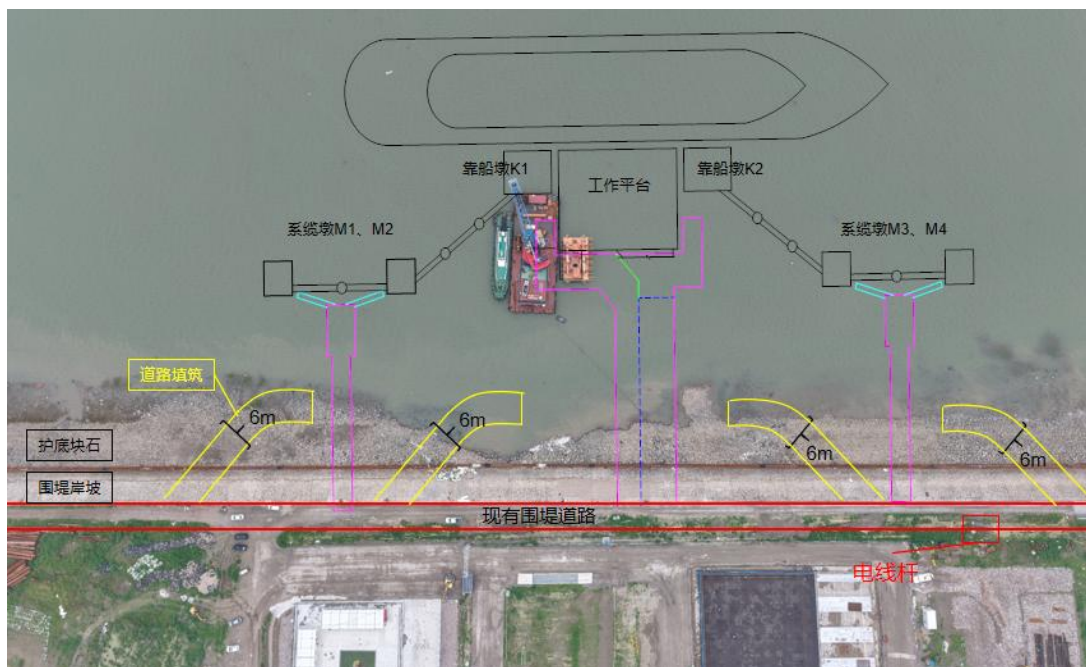 靠船墩K1
工作平台
靠船墩K2
系缆墩M1、M2
系缆墩M3、M4
道路填筑
6m
6m
6m
6m
护底块石
围堤岸坡
现有围堤道路
电线杆